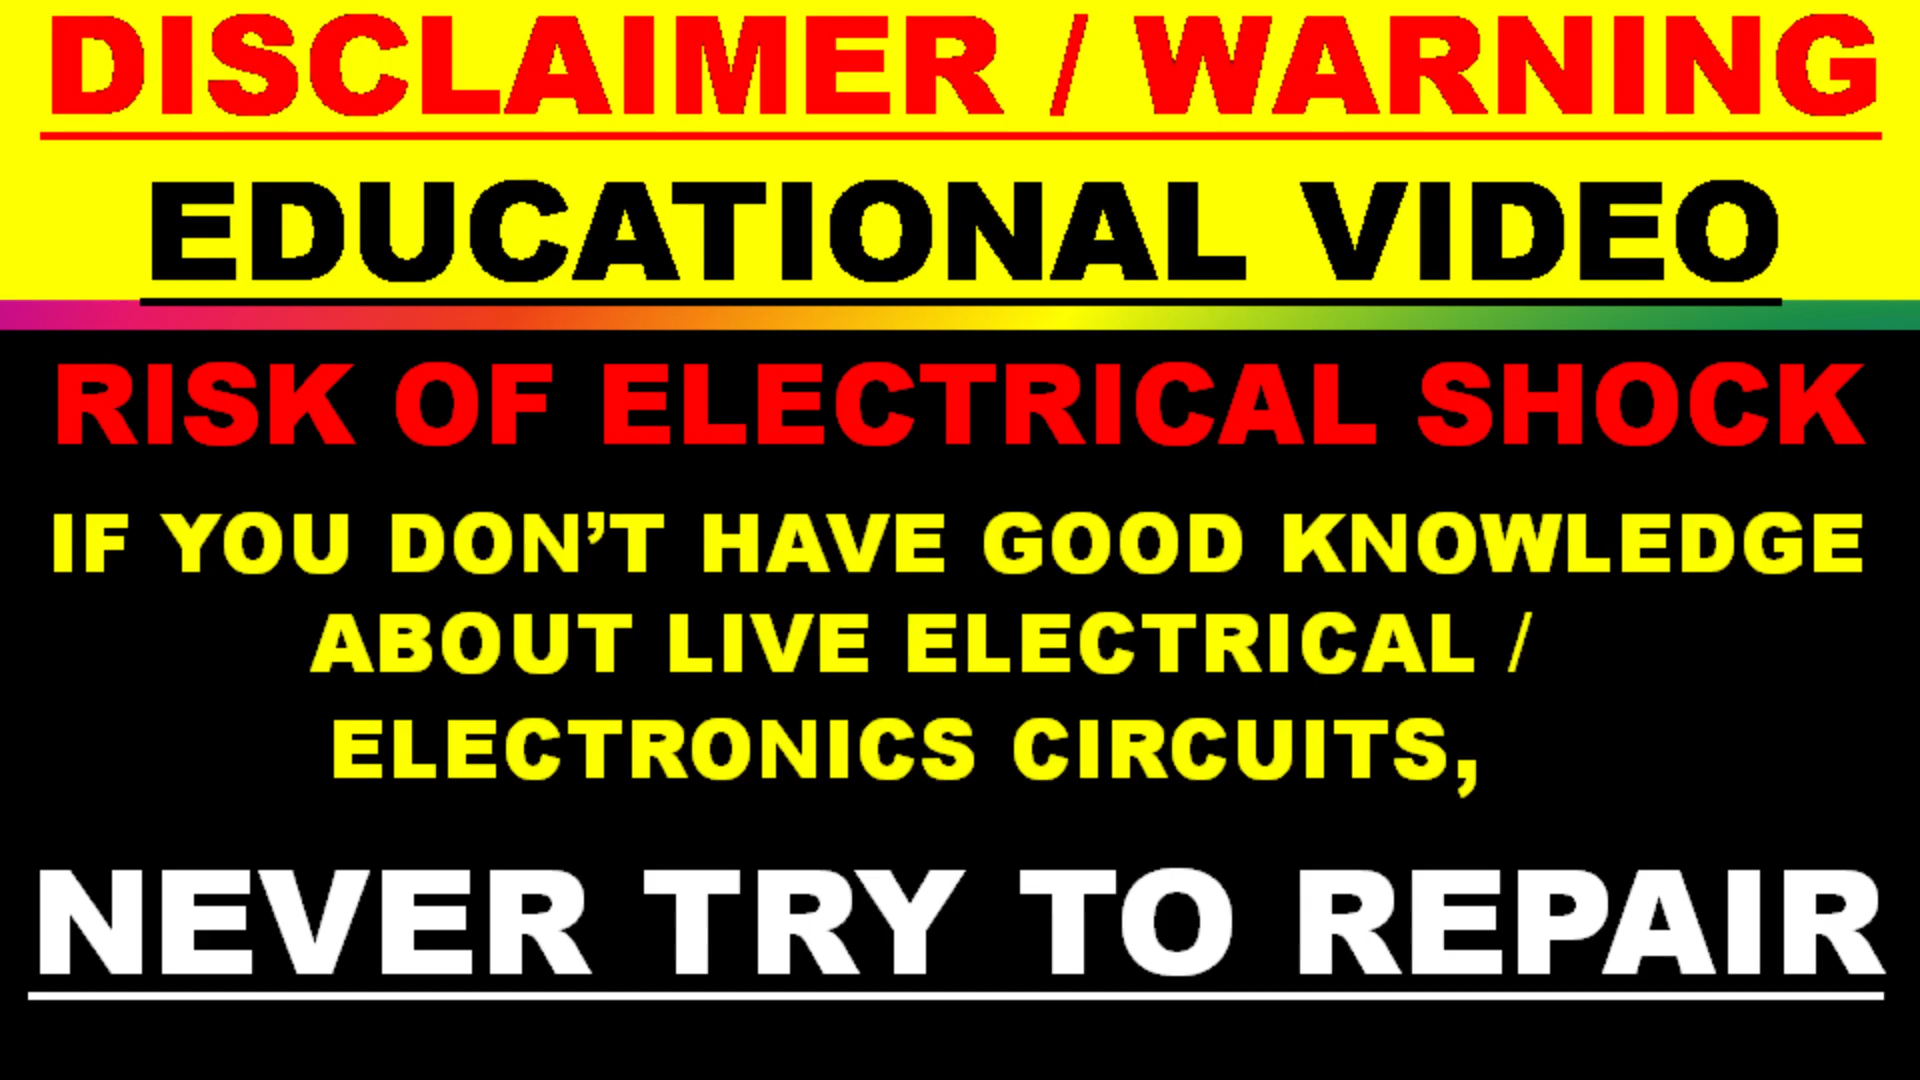 DISCLAIMER / WARNING
EDUCATIONAL VIDEO
RISK OF ELECTRICAL SHOCK
IF YOU DON’T HAVE GOOD KNOWLEDGE
ABOUT LIVE ELECTRICAL /
ELECTRONICS CIRCUITS,
NEVER TRY TO REPAIR